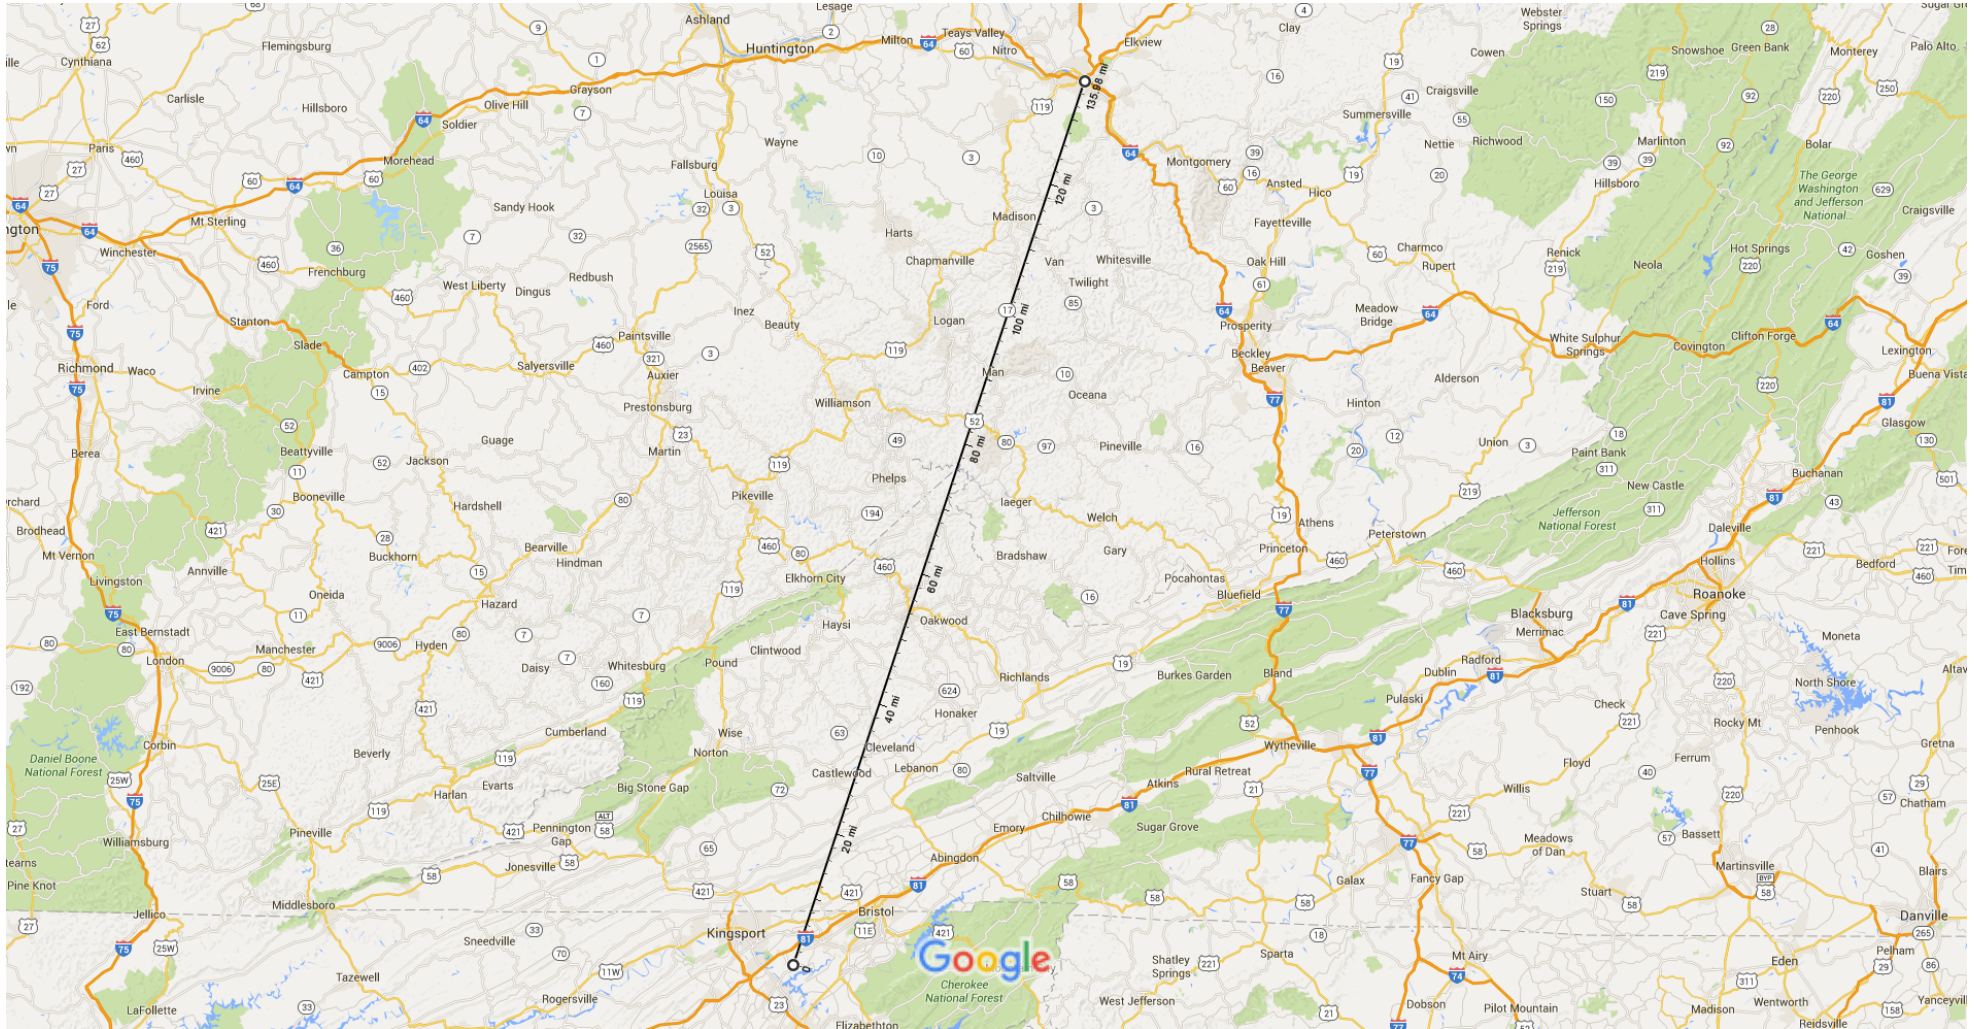 Ashland
Lesage
Huntington
Milton
Teays Valley
Nitro
Elkview
Clay
Webster
Springs
Cowen
Snowshoe
Green Bank
Monterey
Palo Alto
Flemingsburg
Cynthiana
Carlisle
Hillsboro
Olive Hill
Grayson
Soldier
Paris
Morehead
Fallsburg
Wayne
135.98 mi
Summersville
Craigsville
Nettie
Richwood
Marlinton
Bolar
Montgomery
Ansted
Hico
Hillsboro
The George
Washington
and Jefferson
National...
Craigsville
Louisa
Sandy Hook
Mt Sterling
Winchester
Frenchburg
Harts
Madison
120 mi
Fayetteville
Charmco
Rupert
Renick
Neola
Hot Springs
Goshen
Chapmanville
Van
Whitesville
Twilight
Oak Hill
Redbush
West Liberty
Dingus
Ford
Stanton
Slade
Inez
Beauty
Logan
100 mi
Prosperity
Meadow
Bridge
White Sulphur
Springs
Covington
Clifton Forge
Lexington
Paintsville
Salyersville
Auxier
Richmond
Waco
Irvine
Campton
Man
Oceana
Beckley
Beaver
Alderson
Buena Vista
Prestonsburg
Williamson
Hinton
Glasgow
Guage
Martin
Berea
Beattyville
Jackson
80 mi
Pineville
Union
Paint Bank
Buchanan
New Castle
Phelps
Pikeville
Booneville
Hardshell
Iaeger
Welch
Athens
Jefferson
National Forest
Daleville
Brodhead
Mt Vernon
Buckhorn
Bearville
Hindman
Bradshaw
Gary
Princeton
Peterstown
Hollins
Bedford
Livingston
Annville
Elkhorn City
60 mi
Pocahontas
Bluefield
Roanoke
Oneida
Hazard
Haysi
Oakwood
Blacksburg
Merrimac
Cave Spring
Moneta
East Bernstadt
London
Manchester
Hyden
Daisy
Whitesburg
Pound
Clintwood
Richlands
Burkes Garden
Bland
Dublin
Radford
Pulaski
North Shore
40 mi
Honaker
Check
Rocky Mt
Penhook
Corbin
Beverly
Cumberland
Wise
Norton
Cleveland
Castlewood
Lebanon
Wytheville
Gretna
Daniel Boone
National Forest
Harlan
Evarts
Big Stone Gap
Saltville
Atkins
Rural Retreat
Floyd
Ferrum
Willis
Chatham
Williamsburg
Pineville
Pennington
Gap
Jonesville
20 mi
Emory
Chilhowie
Sugar Grove
Meadows
of Dan
Bassett
Martinsville
Abingdon
Pine Knot
Middlesboro
Galax
Fancy Gap
Stuart
Blairs
Jellico
Kingsport
Bristol
Danville
Sneedville
0
Google
Sparta
Mt Airy
Pelham
Eden
Tazewell
Rogersville
Cherokee
National Forest
Shatley
Springs
West Jefferson
LaFollette
Elizabethton
Dobson
Pilot Mountain
Madison
Wentworth
Reidsville